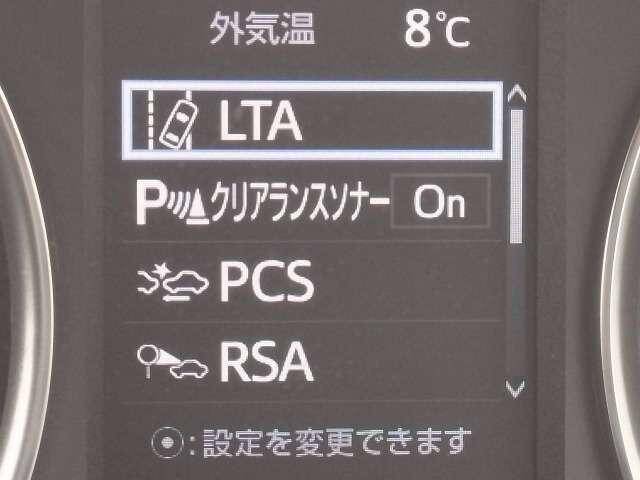 外気温 8℃
LTA
Pクリアランスソナー On
PCS
RSA
⦿:設定を変更できます